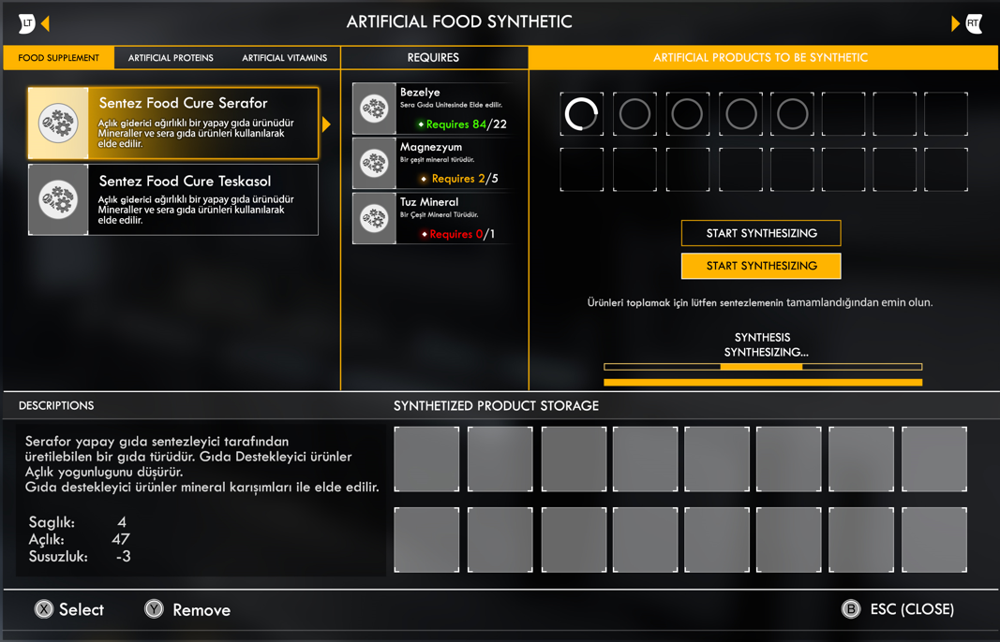 LT
ARTIFICIAL FOOD SYNTHETIC
RT
FOOD SUPPLEMENT
ARTIFICIAL PROTEINS
ARTIFICIAL VITAMINS
REQUIRES
ARTIFICIAL PRODUCTS TO BE SYNTHETIC
Sentez Food Cure Serafor
Açlık giderici ağırlıklı bir yapay gıda ürünüdür
Mineraller ve sera gıda ürünleri kullanılarak
elde edilir.
Sentez Food Cure Teskasol
Açlık giderici ağırlıklı bir yapay gıda ürünüdür
Mineraller ve sera gıda ürünleri kullanılarak
elde edilir.
Bezelye
Sera Gıda Unitesinde Elde edilir.
Requires 84/22
Magnezyum
Bir çeşit mineral türüdür.
Requires 2/5
Tuz Mineral
Bir Çeşit Mineral Türüdür.
Requires 0/1
START SYNTHESIZING
START SYNTHESIZING
Ürünleri toplamak için lütfen sentezlemenin tamamlandığından emin olun.
SYNTHESIS
SYNTHESIZING...
DESCRIPTIONS
Serafor yapay gıda sentezleyici tarafından
üretilebilen bir gıda türüdür. Gıda Destekleyici ürünler
Açlık yogunlugunu düşürür.
Gıda destekleyici ürünler mineral karışımları ile elde edilir.
Saglık: 4
Açlık: 47
Susuzluk: -3
SYNTHETIZED PRODUCT STORAGE
X Select
Y Remove
B ESC (CLOSE)